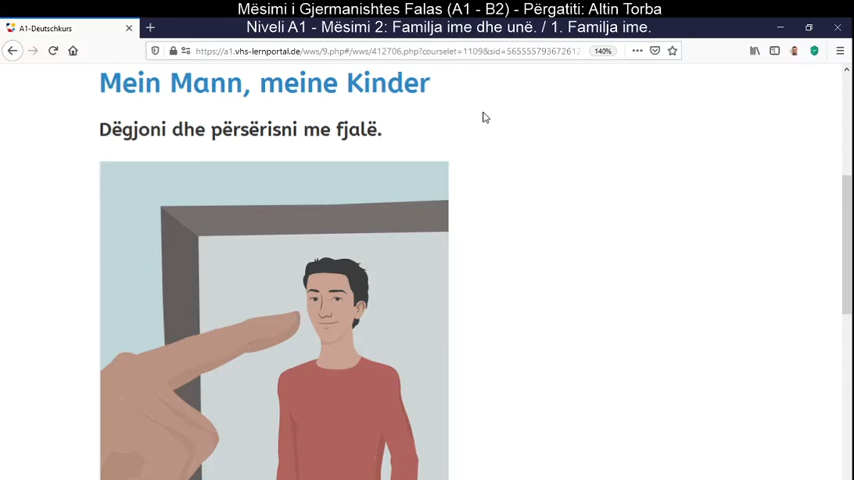 Mësimi i Gjermanishtes Falas (A1 - B2) - Përgatiti: Altin Torba
Niveli A1 - Mësimi 2: Familja ime dhe unë. / 1. Familja ime.
A1-Deutschkurs
https://a1.vhs-lernportal.de/wws/9.php#/wws/412706.php?courselet=1109&sid=56555579367261
140%
Mein Mann, meine Kinder
Dëgjoni dhe përsërisni me fjalë.